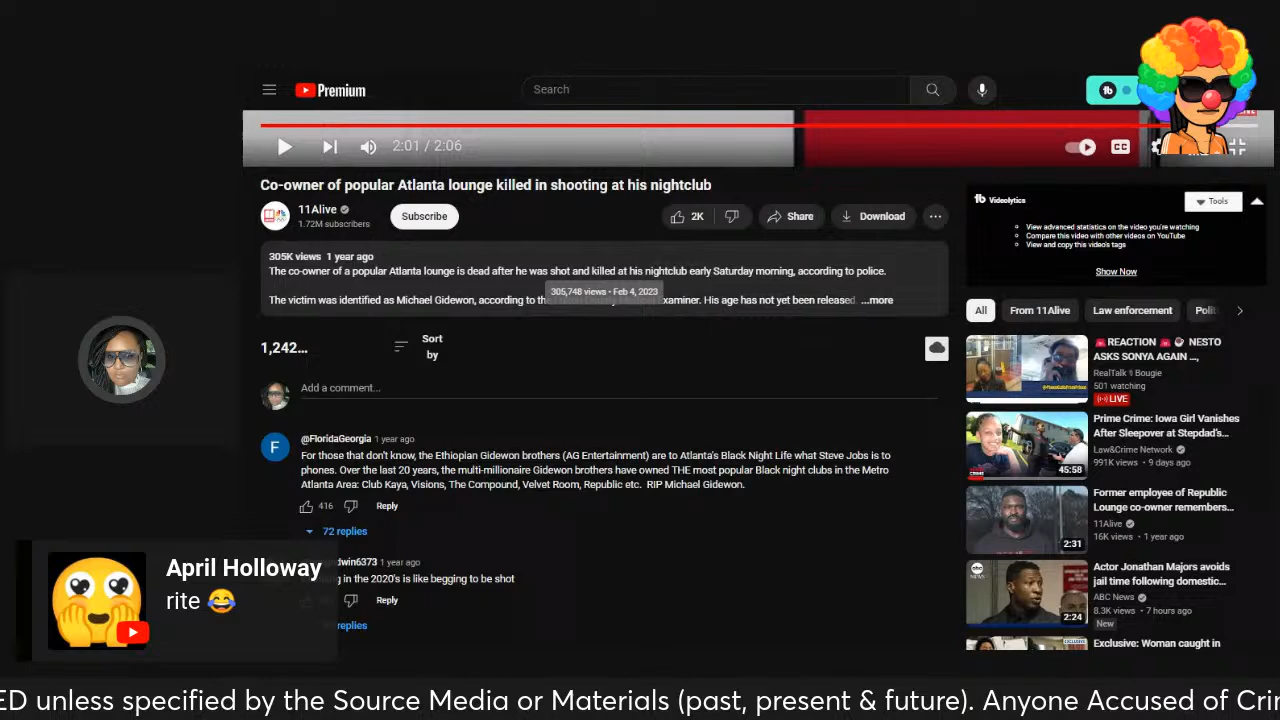 Premium
Search
2:01 / 2:06
CC
Co-owner of popular Atlanta lounge killed in shooting at his nightclub
11Alive
1.72M subscribers
Subscribe
2K
Share
Download
305K views 1 year ago
The co-owner of a popular Atlanta lounge is dead after he was shot and killed at his nightclub early Saturday morning, according to police.
305,748 views • Feb 4, 2023
The victim was identified as Michael Gidewon, according to the xaminer. His age has not yet been released ...more
1,242...
Sort
by
Add a comment...
F
@FloridaGeorgia 1 year ago
For those that don't know, the Ethiopian Gidewon brothers (AG Entertainment) are to Atlanta's Black Night Life what Steve Jobs is to
phones. Over the last 20 years, the multi-millionaire Gidewon brothers have owned THE most popular Black night clubs in the Metro
Atlanta Area: Club Kaya, Visions, The Compound, Velvet Room, Republic etc. RIP Michael Gidewon.
416
Reply
72 replies
dwin6373 1 year ago
in the 2020's is like begging to be shot
Reply
replies
April Holloway
rite 😂
tb Videolytics
Tools
View advanced statistics on the video you're watching
Compare this video with other videos on YouTube
View and copy this video's tags
Show Now
All
From 11Alive
Law enforcement
Polit
🚨REACTION 🚨 NESTO
ASKS SONYA AGAIN ...,
RealTalk 1 Bougie
501 watching
LIVE
Prime Crime: Iowa Girl Vanishes
After Sleepover at Stepdad's...
Law&Crime Network
991K views • 9 days ago
45:58
Former employee of Republic
Lounge co-owner remembers...
11Alive
16K views • 1 year ago
2:31
Actor Jonathan Majors avoids
jail time following domestic...
ABC News
8.3K views • 7 hours ago
New
abc
NEWS
2:24
Exclusive: Woman caught in
ED unless specified by the Source Media or Materials (past, present & future). Anyone Accused of Cri